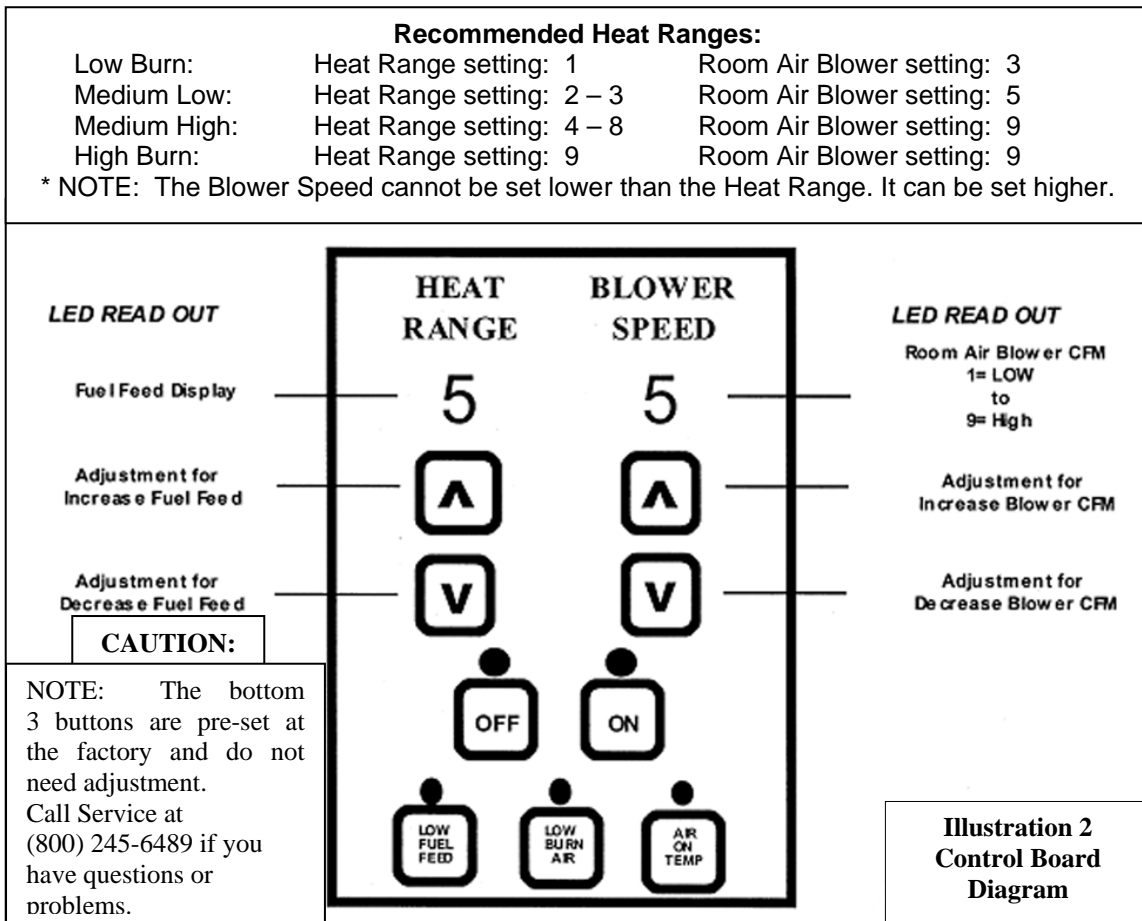 Recommended Heat Ranges:
Low Burn: Heat Range setting: 1 Room Air Blower setting: 3
Medium Low: Heat Range setting: 2 – 3 Room Air Blower setting: 5
Medium High: Heat Range setting: 4 – 8 Room Air Blower setting: 9
High Burn: Heat Range setting: 9 Room Air Blower setting: 9
* NOTE: The Blower Speed cannot be set lower than the Heat Range. It can be set higher.
LED READ OUT
Fuel Feed Display
Adjustment for
Increase Fuel Feed
Adjustment for
Decrease Fuel Feed
HEAT
RANGE
5
BLOWER
SPEED
5
LED READ OUT
Room Air Blower CFM
1= LOW
to
9= High
Adjustment for
Increase Blower CFM
Adjustment for
Decrease Blower CFM
OFF
ON
LOW
FUEL
FEED
LOW
BURN
AIR
AIR
ON
TEMP
CAUTION:
NOTE: The bottom
3 buttons are pre-set at
the factory and do not
need adjustment.
Call Service at
(800) 245-6489 if you
have questions or
problems.
Illustration 2
Control Board
Diagram